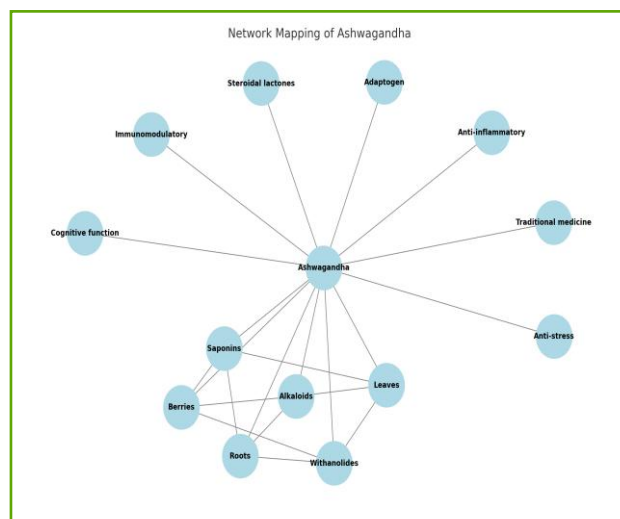 Network Mapping of Ashwagandha
Steroidal lactones
Adaptogen
Immunomodulatory
Anti-inflammatory
Cognitive function
Traditional medicine
Ashwagandha
Anti-stress
Saponins
Leaves
Alkaloids
Berries
Roots
Withanolides